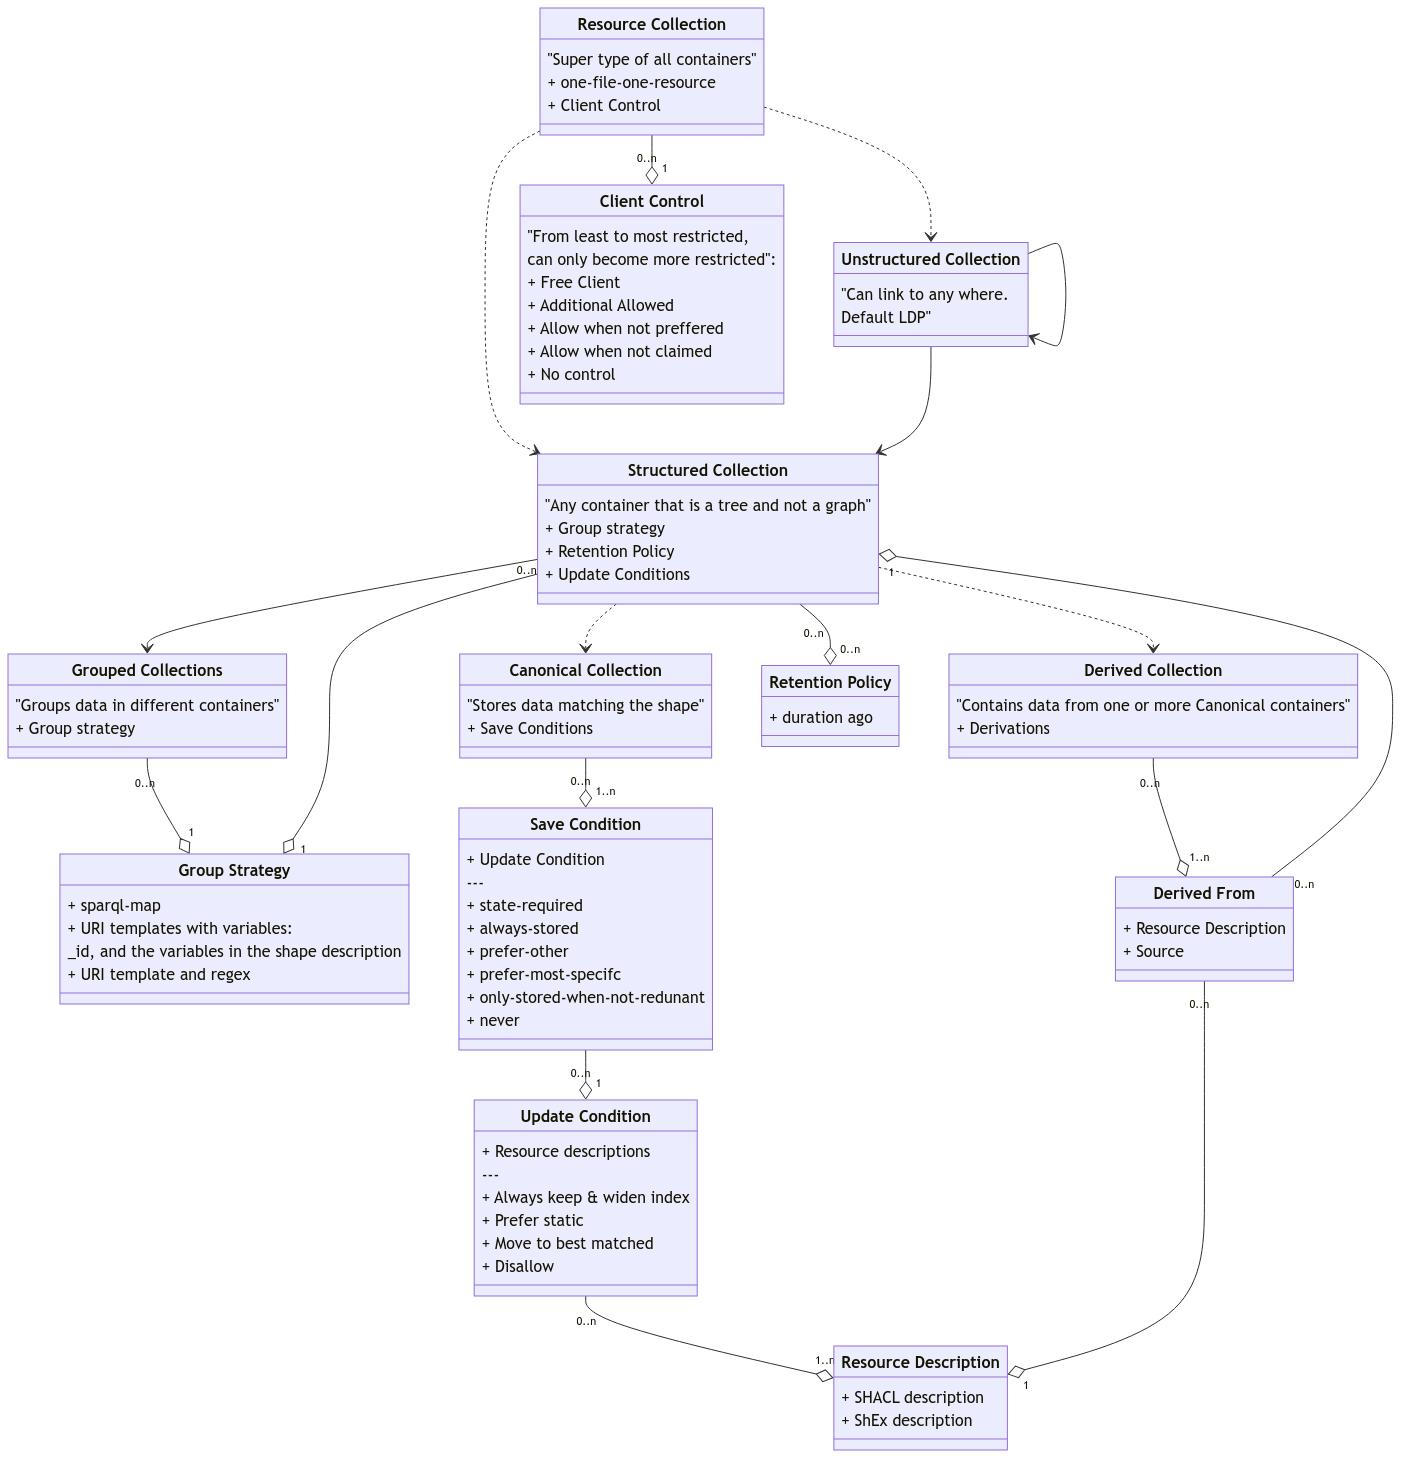 Resource Collection
"Super type of all containers"
+ one-file-one-resource
+ Client Control
0..n
1
Client Control
"From least to most restricted,
can only become more restricted":
+ Free Client
+ Additional Allowed
+ Allow when not preffered
+ Allow when not claimed
+ No control
Unstructured Collection
"Can link to any where.
Default LDP"
Structured Collection
"Any container that is a tree and not a graph"
+ Group strategy
+ Retention Policy
+ Update Conditions
0..n
1
0..n
0..n
Grouped Collections
"Groups data in different containers"
+ Group strategy
Canonical Collection
"Stores data matching the shape"
+ Save Conditions
Retention Policy
+ duration ago
Derived Collection
"Contains data from one or more Canonical containers"
+ Derivations
0..n
1
1
0..n
1..n
0..n
1..n
0..n
Group Strategy
+ sparql-map
+ URI templates with variables:
_id, and the variables in the shape description
+ URI template and regex
Save Condition
+ Update Condition
---
+ state-required
+ always-stored
+ prefer-other
+ prefer-most-specifc
+ only-stored-when-not-redunant
+ never
Derived From
+ Resource Description
+ Source
0..n
0..n
1
Update Condition
+ Resource descriptions
---
+ Always keep & widen index
+ Prefer static
+ Move to best matched
+ Disallow
0..n
1..n
1
Resource Description
+ SHACL description
+ ShEx description